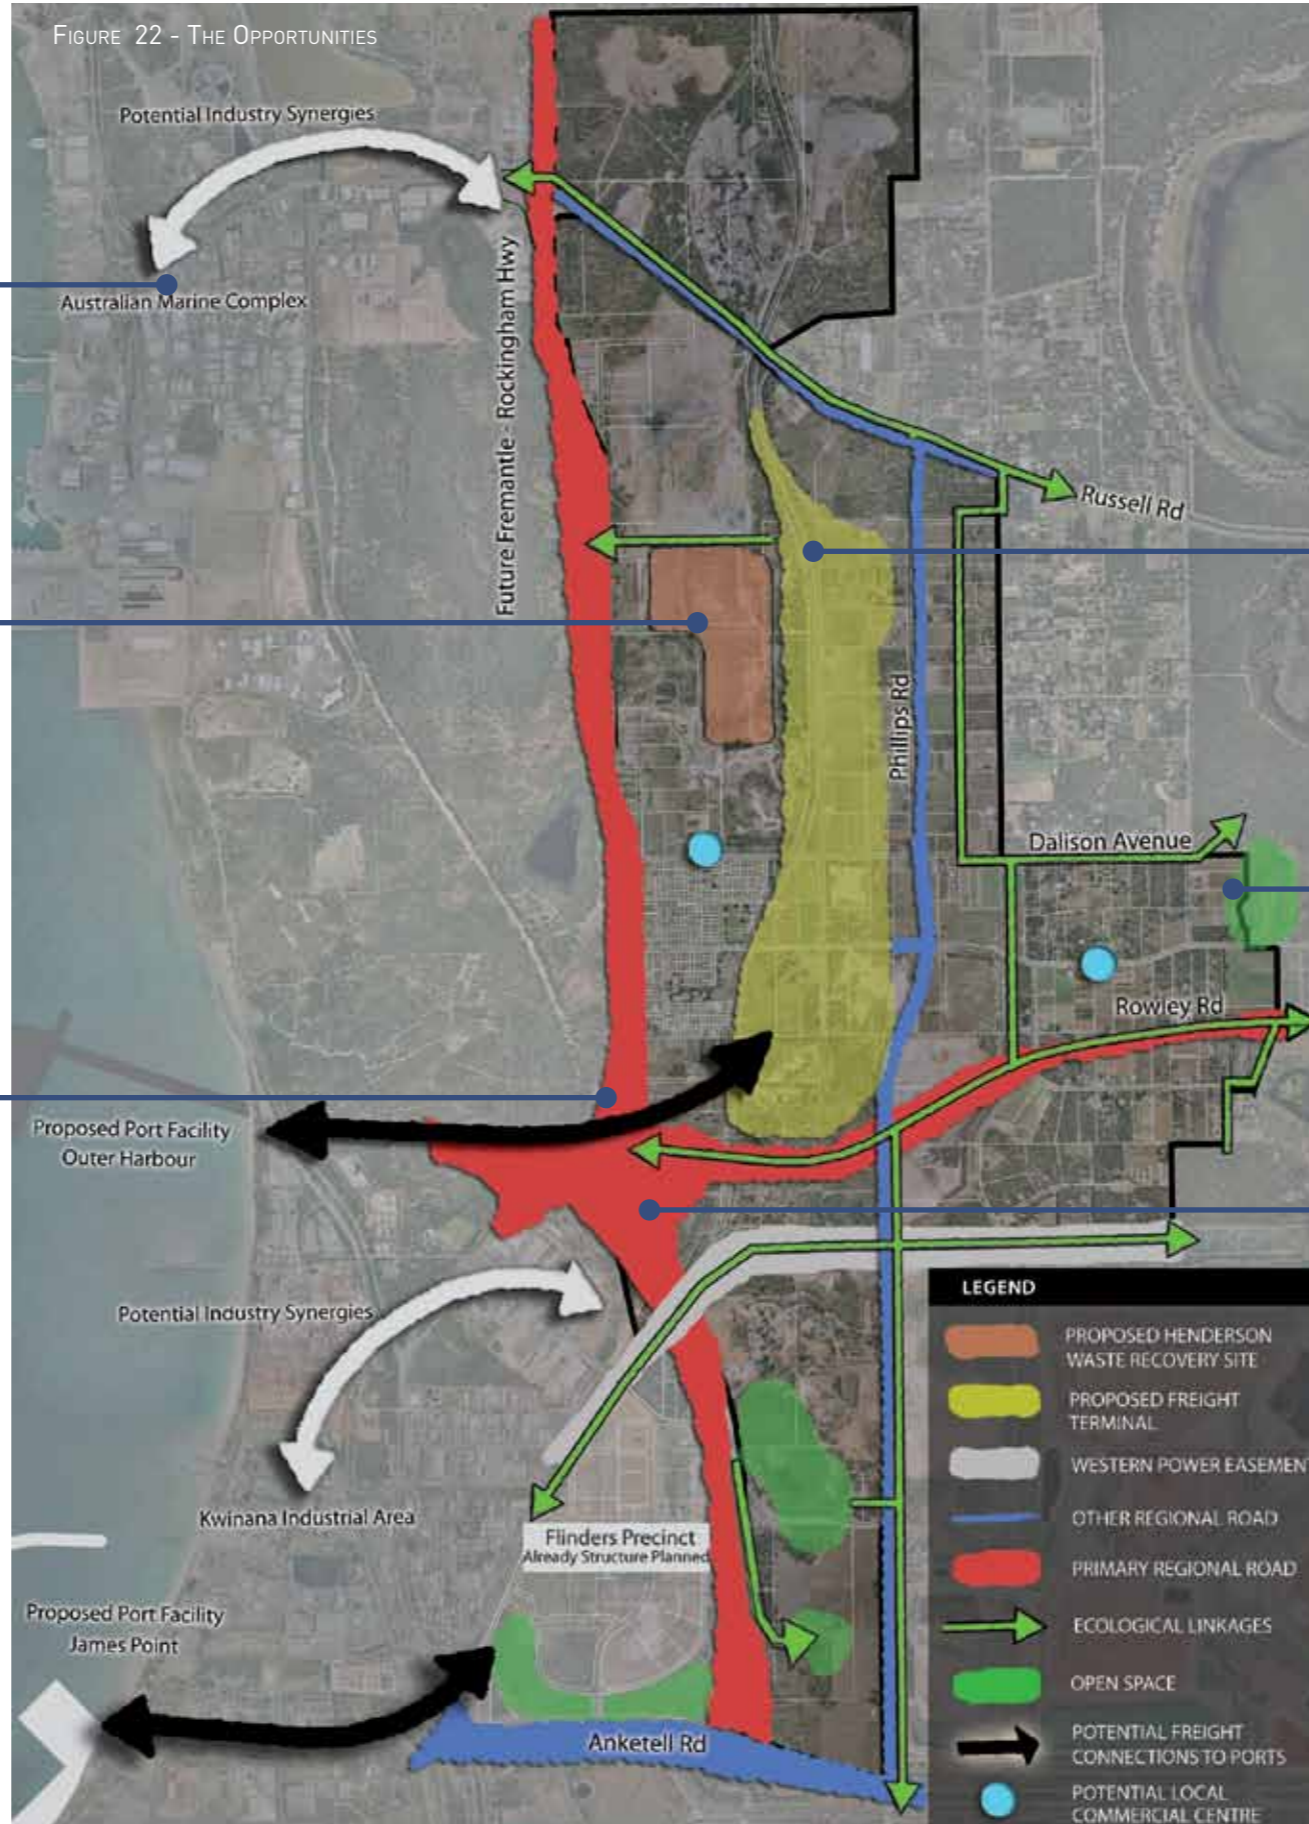 FIGURE 22 - THE OPPORTUNITIES
Potential Industry Synergies
Australian Marine Complex
Future Fremantle - Rockingham Hwy
Russell Rd
Phillips Rd
Dalison Avenue
Rowley Rd
Proposed Port Facility
Outer Harbour
Potential Industry Synergies
Kwinana Industrial Area
Flinders Precinct
Already Structure Planned
Proposed Port Facility
James Point
Anketell Rd
LEGEND
PROPOSED HENDERSON
WASTE RECOVERY SITE
PROPOSED FREIGHT
TERMINAL
WESTERN POWER EASEMENT
OTHER REGIONAL ROAD
PRIMARY REGIONAL ROAD
ECOLOGICAL LINKAGES
OPEN SPACE
POTENTIAL FREIGHT
CONNECTIONS TO PORTS
POTENTIAL LOCAL
COMMERCIAL CENTRE